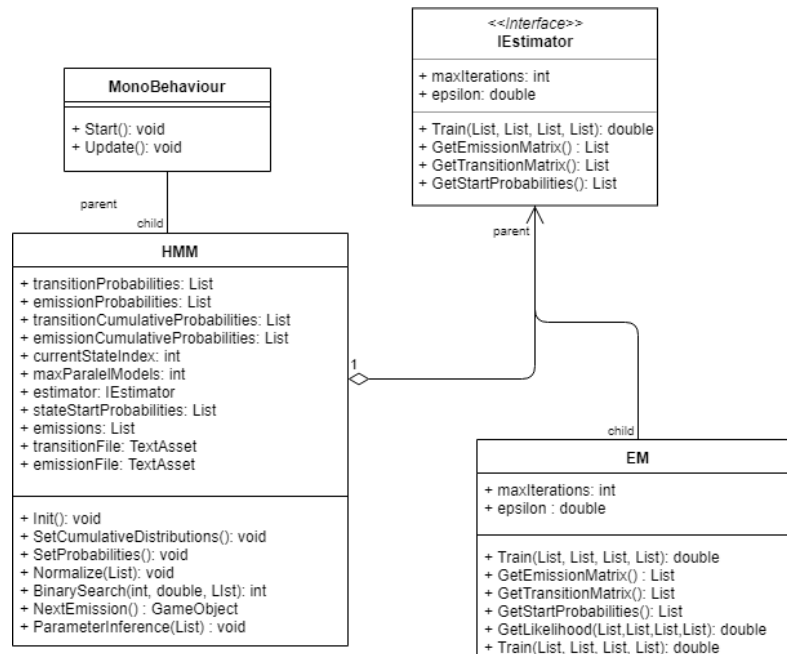 <<Interface>>
IEstimator
+ maxIterations: int
+ epsilon: double
+ Train(List, List, List, List): double
+ GetEmissionMatrix() : List
+ GetTransitionMatrix(): List
+ GetStartProbabilities(): List
MonoBehaviour
+ Start(): void
+ Update(): void
parent
child
parent
HMM
+ transitionProbabilities: List
+ emissionProbabilities: List
+ transitionCumulativeProbabilities: List
+ emissionCumulativeProbabilities: List
+ currentStateIndex: int
+ maxParalelModels: int
+ estimator: IEstimator
+ stateStartProbabilities: List
+ emissions: List
+ transitionFile: TextAsset
+ emissionFile: TextAsset
1
+ Init(): void
+ SetCumulativeDistributions(): void
+ SetProbabilities(): void
+ Normalize(List): void
+ BinarySearch(int, double, LIst): int
+ NextEmission() : GameObject
+ ParameterInference(List) : void
child
EM
+ maxIterations: int
+ epsilon : double
+ Train(List, List, List, List): double
+ GetEmissionMatrix() : List
+ GetTransitionMatrix(): List
+ GetStartProbabilities(): List
+ GetLikelihood(List,List,List,List): double
+ Train(List, List, List, List): double